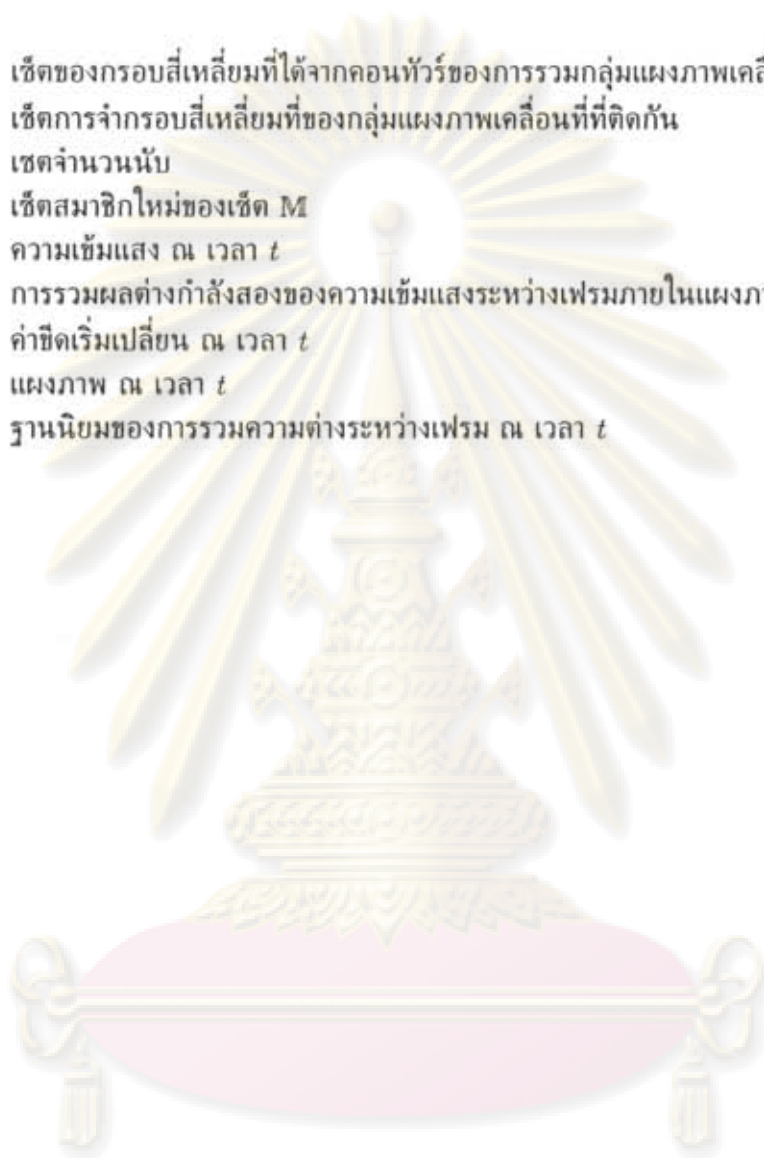 เซ็ตของกรอบสี่เหลี่ยมที่ได้จากคอนทัวร์ของการรวมกลุ่มแผงภาพเคลื่
เซ็ตการจำกรอบสี่เหลี่ยมที่ของกลุ่มแผงภาพเคลื่อนที่ที่ติดกัน
เซตจำนวนนับ
เซ็ตสมาชิกใหม่ของเซ็ต M
ความเข้มแสง ณ เวลา t
การรวมผลต่างกำลังสองของความเข้มแสงระหว่างเฟรมภายในแผงภา
ค่าขีดเริ่มเปลี่ยน ณ เวลา t
แผงภาพ ณ เวลา t
ฐานนิยมของการรวมความต่างระหว่างเฟรม ณ เวลา t